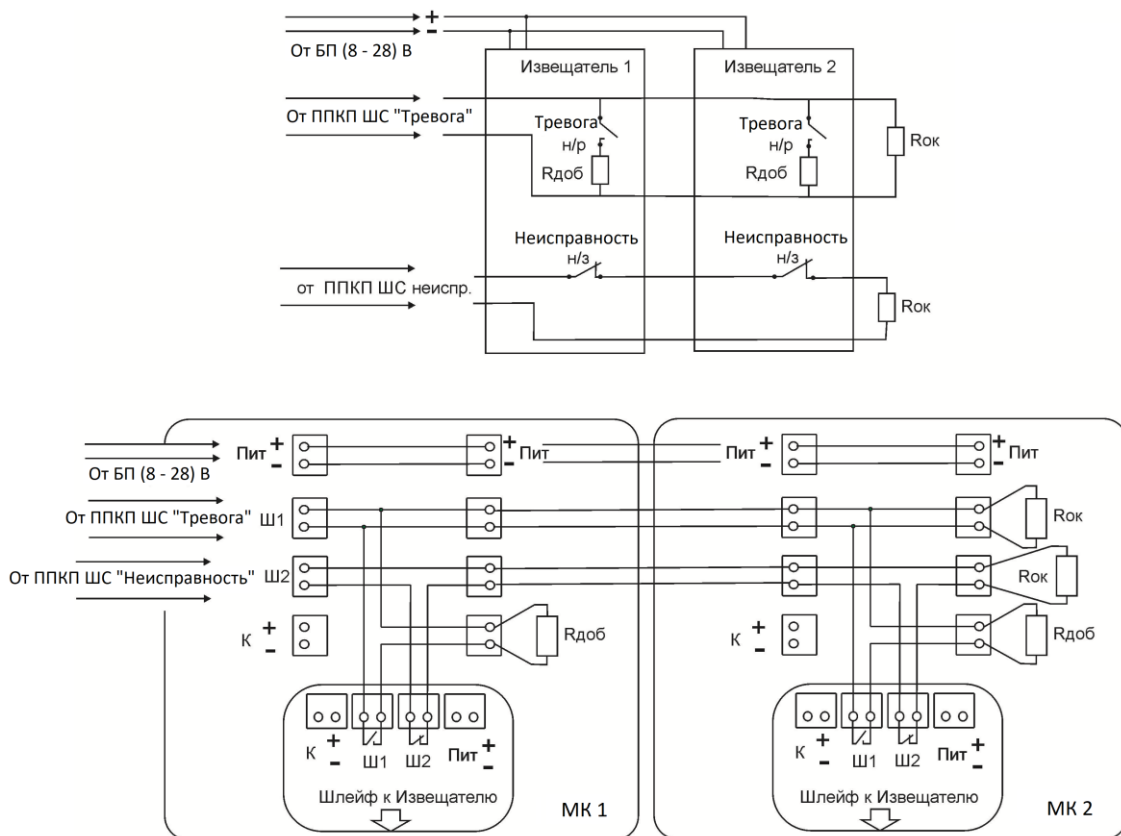 +
-
От БП (8 - 28) В
Извещатель 1
Извещатель 2
От ППКП ШС "Тревога"
Тревога
н/р
Rдоб
Тревога
н/р
Rдоб
Rок
Неисправность
н/з
Неисправность
н/з
от ППКП ШС неиспр.
Rок
От БП (8 - 28) В
Пит + -
+ - Пит
Пит + -
+ - Пит
От ППКП ШС "Тревога"
Ш1
Rок
От ППКП ШС "Неисправность"
Ш2
Rок
К + -
Rдоб
К + -
Rдоб
К + -
Ш1
Ш2
Пит + -
Шлейф к Извещателю
МК 1
К + -
Ш1
Ш2
Пит + -
Шлейф к Извещателю
МК 2